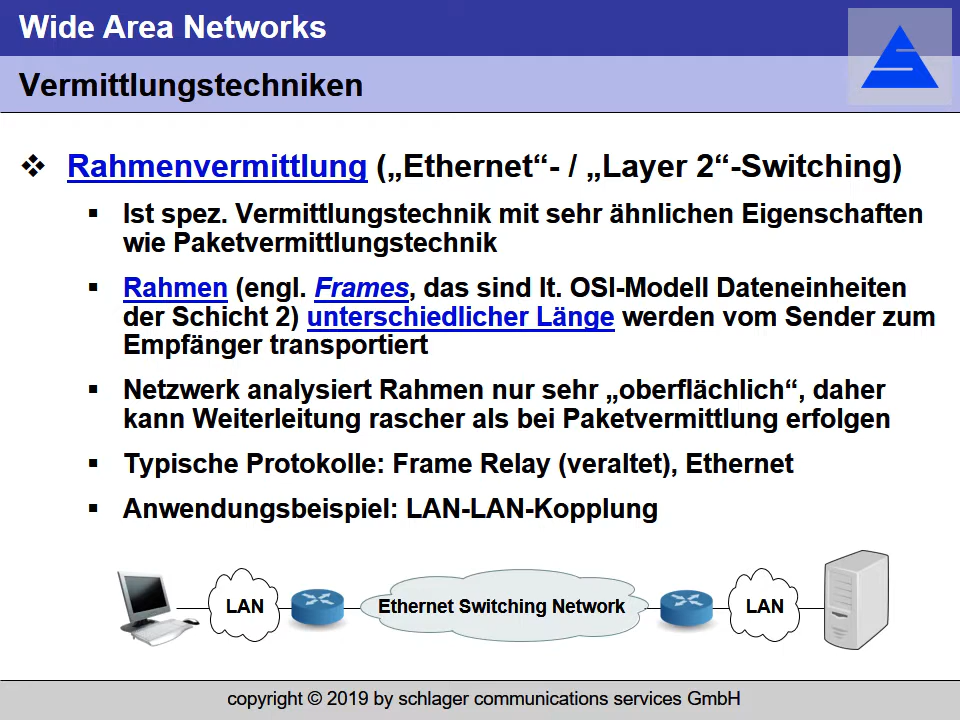 Wide Area Networks
Vermittlungstechniken
❖ Rahmenvermittlung („Ethernet“- / „Layer 2“-Switching)
▪ Ist spez. Vermittlungstechnik mit sehr ähnlichen Eigenschaften
wie Paketvermittlungstechnik
▪ Rahmen (engl. Frames, das sind lt. OSI-Modell Dateneinheiten
der Schicht 2) unterschiedlicher Länge werden vom Sender zum
Empfänger transportiert
▪ Netzwerk analysiert Rahmen nur sehr „oberflächlich“, daher
kann Weiterleitung rascher als bei Paketvermittlung erfolgen
▪ Typische Protokolle: Frame Relay (veraltet), Ethernet
▪ Anwendungsbeispiel: LAN-LAN-Kopplung
LAN
Ethernet Switching Network
LAN
copyright © 2019 by schlager communications services GmbH